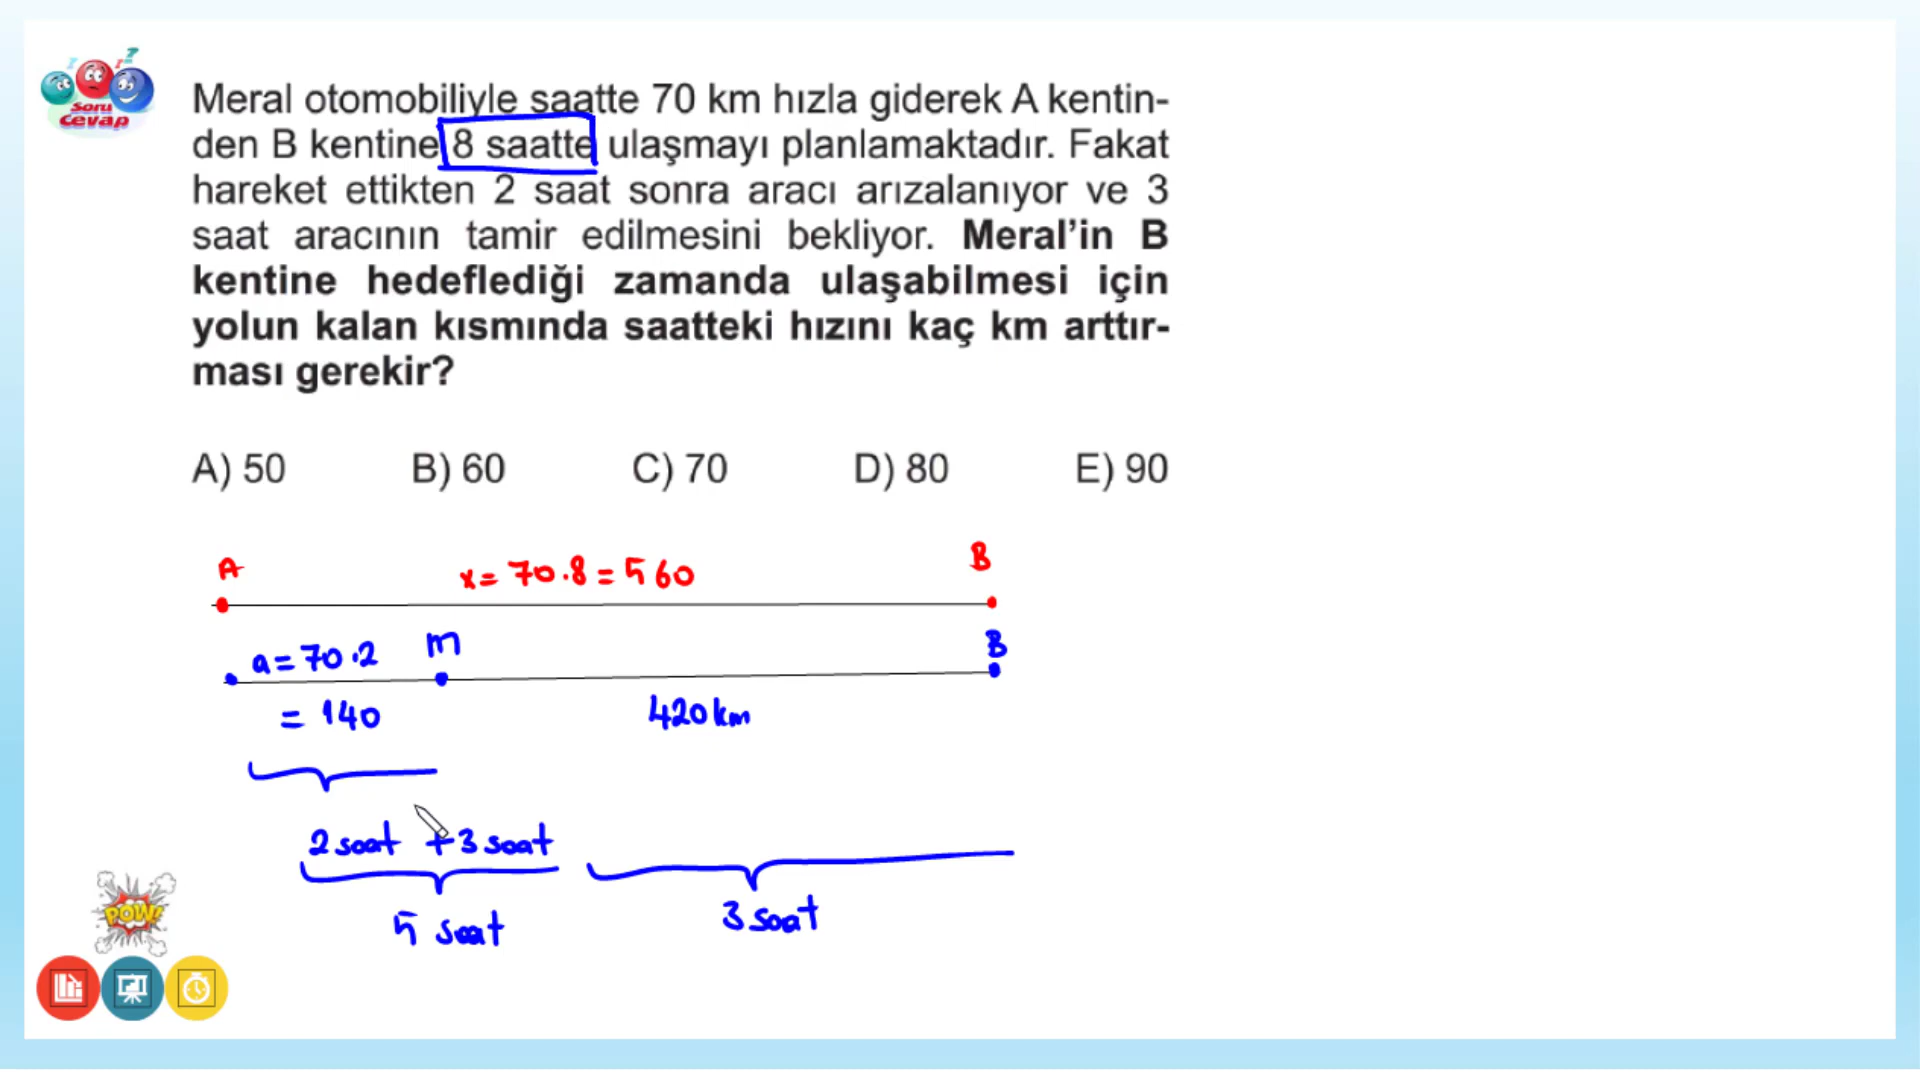 Soru
Cevap
Meral otomobiliyle saatte 70 km hızla giderek A kentin-
den B kentine 8 saatte ulaşmayı planlamaktadır. Fakat
hareket ettikten 2 saat sonra aracı arızalanıyor ve 3
saat aracının tamir edilmesini bekliyor. Meral'in B
kentine hedeflediği zamanda ulaşabilmesi için
yolun kalan kısmında saatteki hızını kaç km arttır-
ması gerekir?
A) 50 B) 60 C) 70 D) 80 E) 90
A x = 70.8 = 560 B
a = 70.2 m B
= 140 420 km
2 saat + 3 saat
5 saat 3 saat
POW!